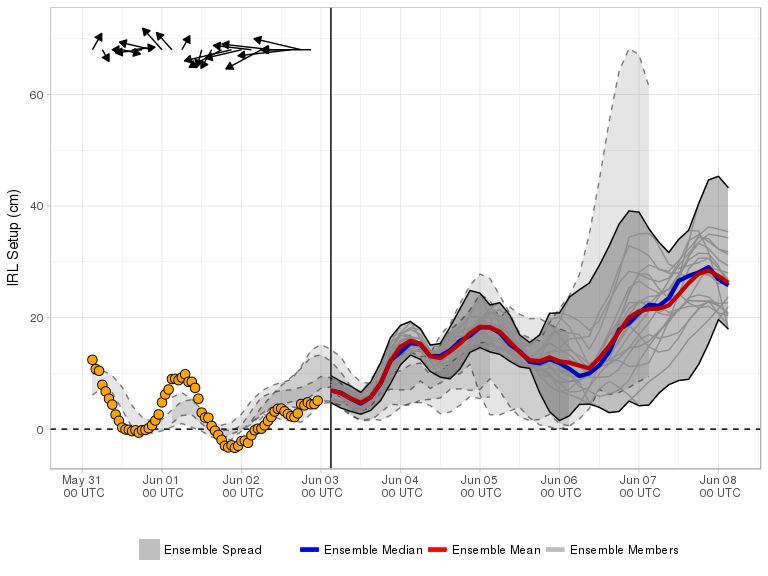 IRL Setup (cm)
60
40
20
0
May 31 Jun 01 Jun 02 Jun 03 Jun 04 Jun 05 Jun 06 Jun 07 Jun 08
00 UTC 00 UTC 00 UTC 00 UTC 00 UTC 00 UTC 00 UTC 00 UTC 00 UTC
Ensemble Spread Ensemble Median Ensemble Mean Ensemble Members